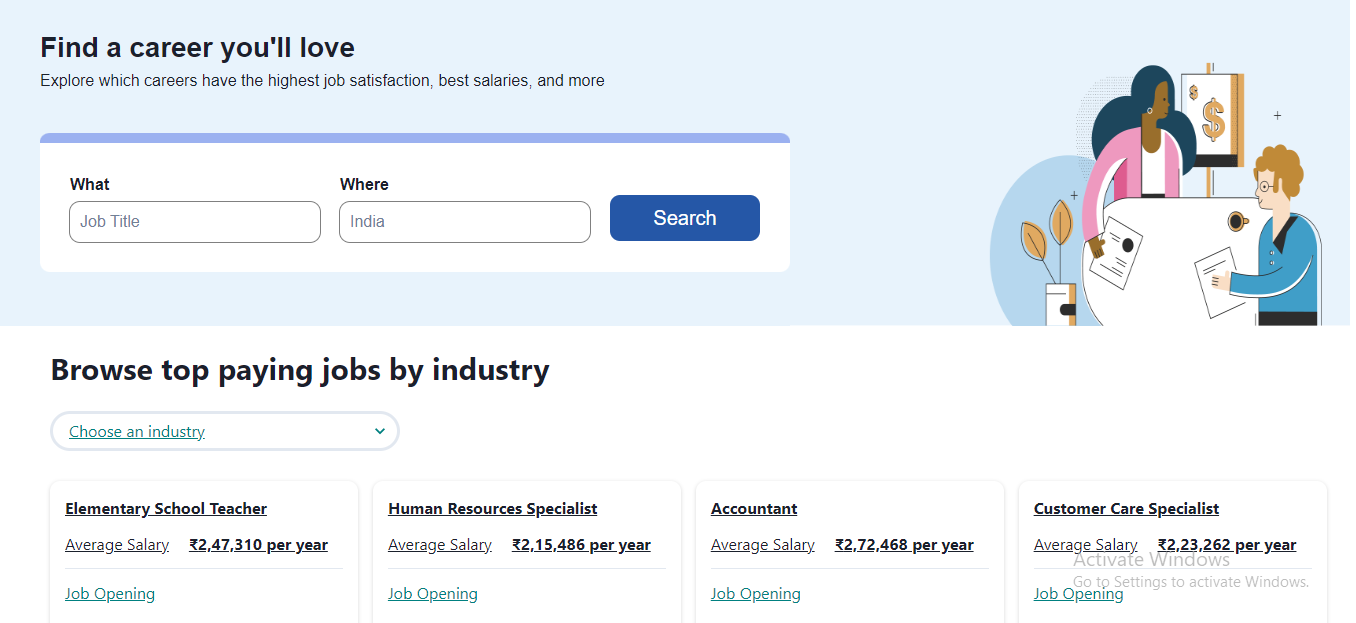 Find a career you'll love
Explore which careers have the highest job satisfaction, best salaries, and more
What
Where
Job Title
India
Search
$
$
Browse top paying jobs by industry
Choose an industry
Elementary School Teacher
Average Salary ₹2,47,310 per year
Job Opening
Human Resources Specialist
Average Salary ₹2,15,486 per year
Job Opening
Accountant
Average Salary ₹2,72,468 per year
Job Opening
Customer Care Specialist
Average Salary ₹2,23,262 per year
Job Opening
Activate Windows
Go to Settings to activate Windows.